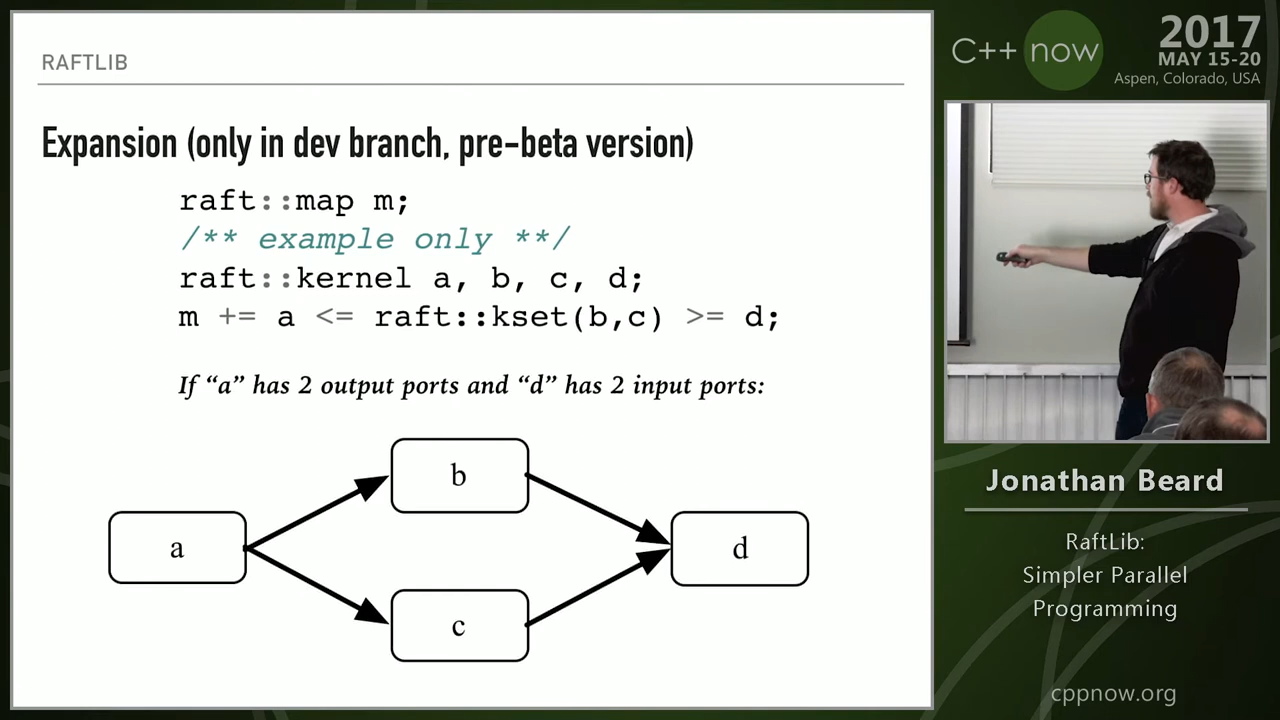 RAFTLIB
Expansion (only in dev branch, pre-beta version)
raft::map m;
/** example only **/
raft::kernel a, b, c, d;
m += a <= raft::kset(b,c) >= d;
If “a” has 2 output ports and “d” has 2 input ports:
a
b
c
d
C++ now
2017
MAY 15-20
Aspen, Colorado, USA
Jonathan Beard
RaftLib:
Simpler Parallel
Programming
cppnow.org